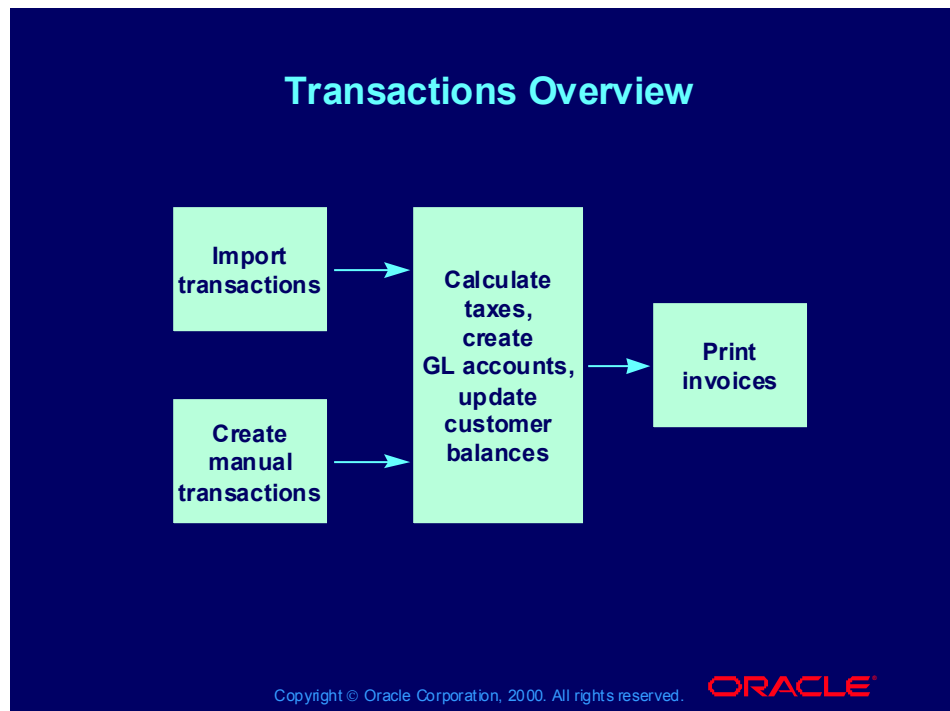 Transactions Overview
Import
transactions
Create
manual
transactions
Calculate
taxes,
create
GL accounts,
update
customer
balances
Print
invoices
Copyright © Oracle Corporation, 2000. All rights reserved.
ORACLE®